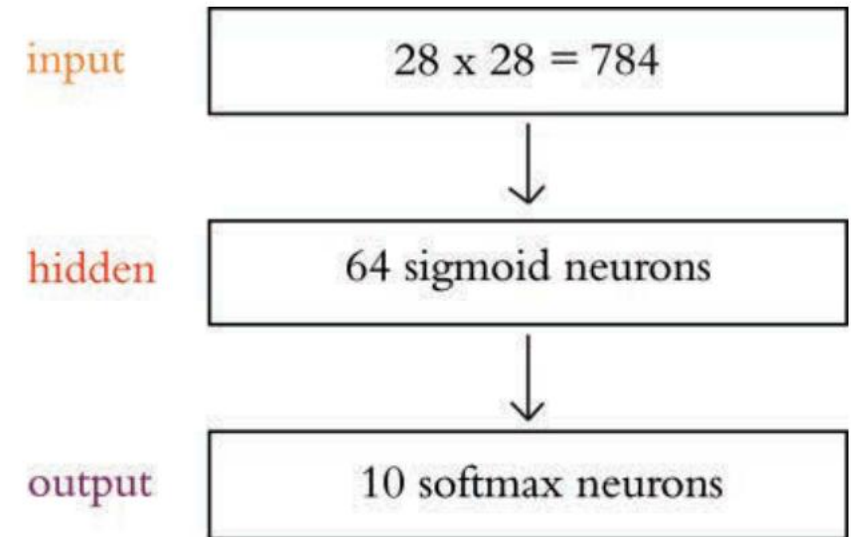 input
28 x 28 = 784
hidden
64 sigmoid neurons
output
10 softmax neurons